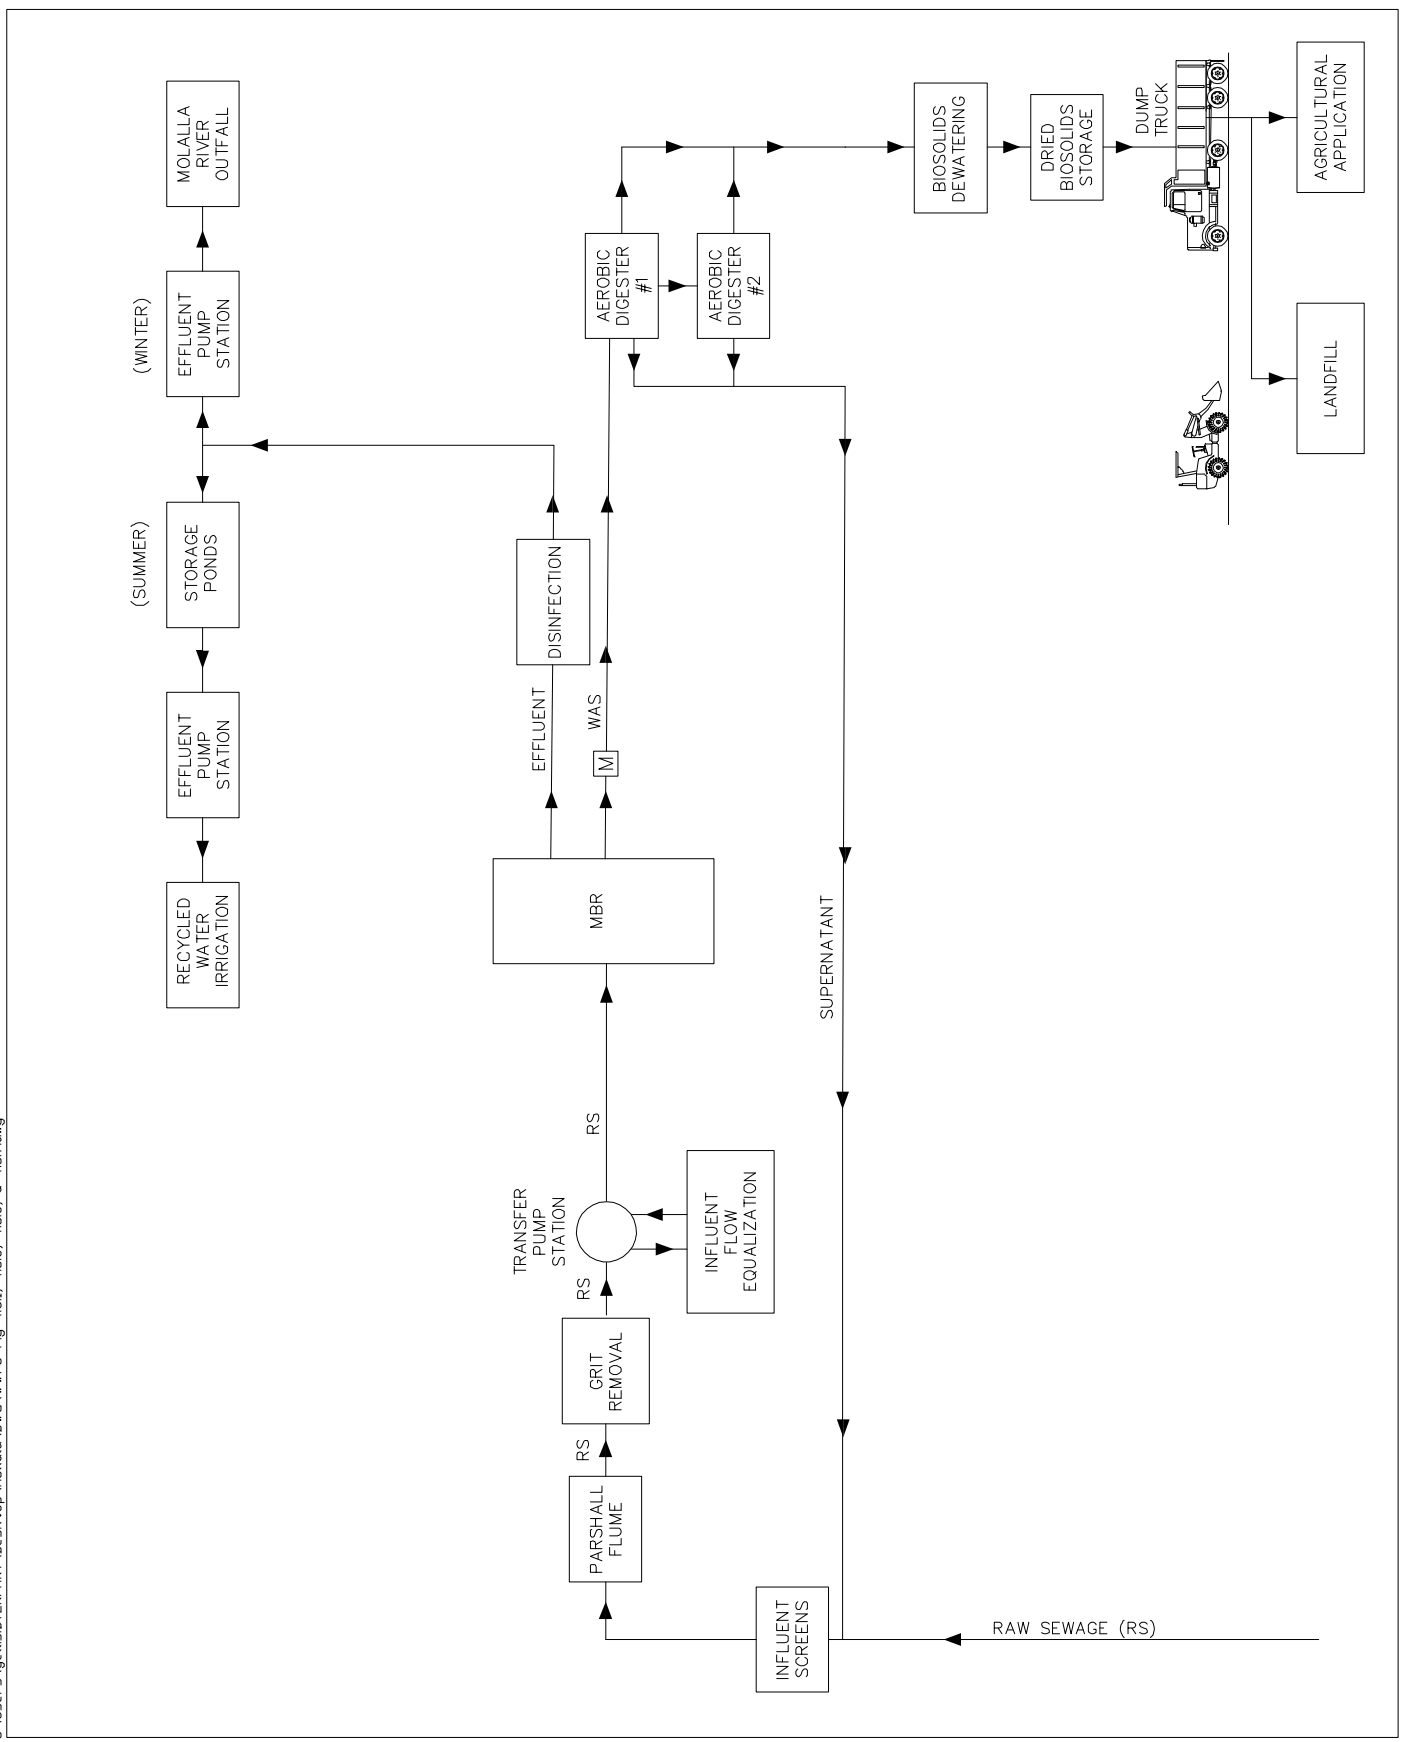 MOLALLA
RIVER
OUTFALL
(WINTER)
EFFLUENT
PUMP
STATION
(SUMMER)
STORAGE
PONDS
EFFLUENT
PUMP
STATION
RECYCLED
WATER
IRRIGATION
RAW SEWAGE (RS)
INFLUENT
SCREENS
PARSHALL
FLUME
RS
GRIT
REMOVAL
RS
TRANSFER
PUMP
STATION
INFLUENT
FLOW
EQUALIZATION
RS
MBR
EFFLUENT
DISINFECTION
M
WAS
AEROBIC
DIGESTER
#1
AEROBIC
DIGESTER
#2
SUPERNATANT
BIOSOLIDS
DEWATERING
DRIED
BIOSOLIDS
STORAGE
DUMP
TRUCK
AGRICULTURAL
APPLICATION
LANDFILL